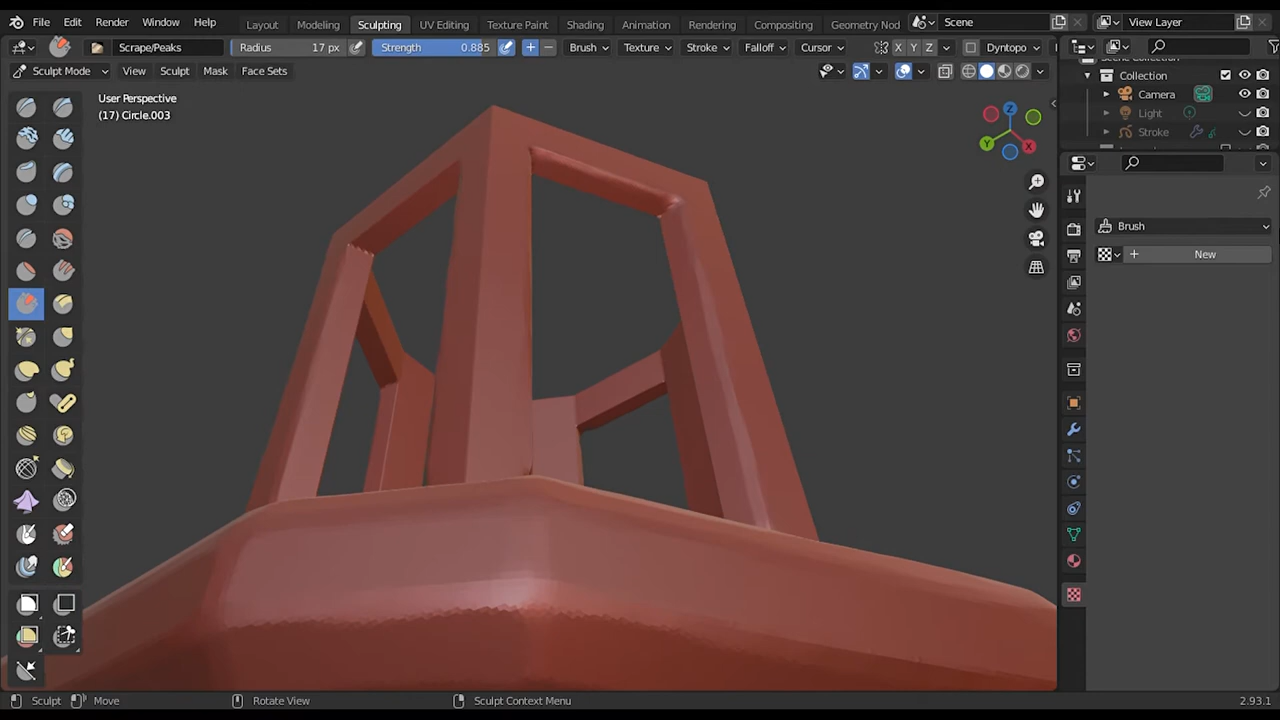 File Edit Render Window Help Layout Modeling Sculpting UV Editing Texture Paint Shading Animation Rendering Compositing Geometry Nod Scene View Layer
Scrape/Peaks Radius 17 px Strength 0.885 Brush Texture Stroke Falloff Cursor X Y Z Dyntopo
Sculpt Mode View Sculpt Mask Face Sets
Collection
Camera
Light
Stroke
User Perspective
(17) Circle.003
Z
Y
X
Brush
New
Sculpt Move Rotate View Sculpt Context Menu 2.93.1